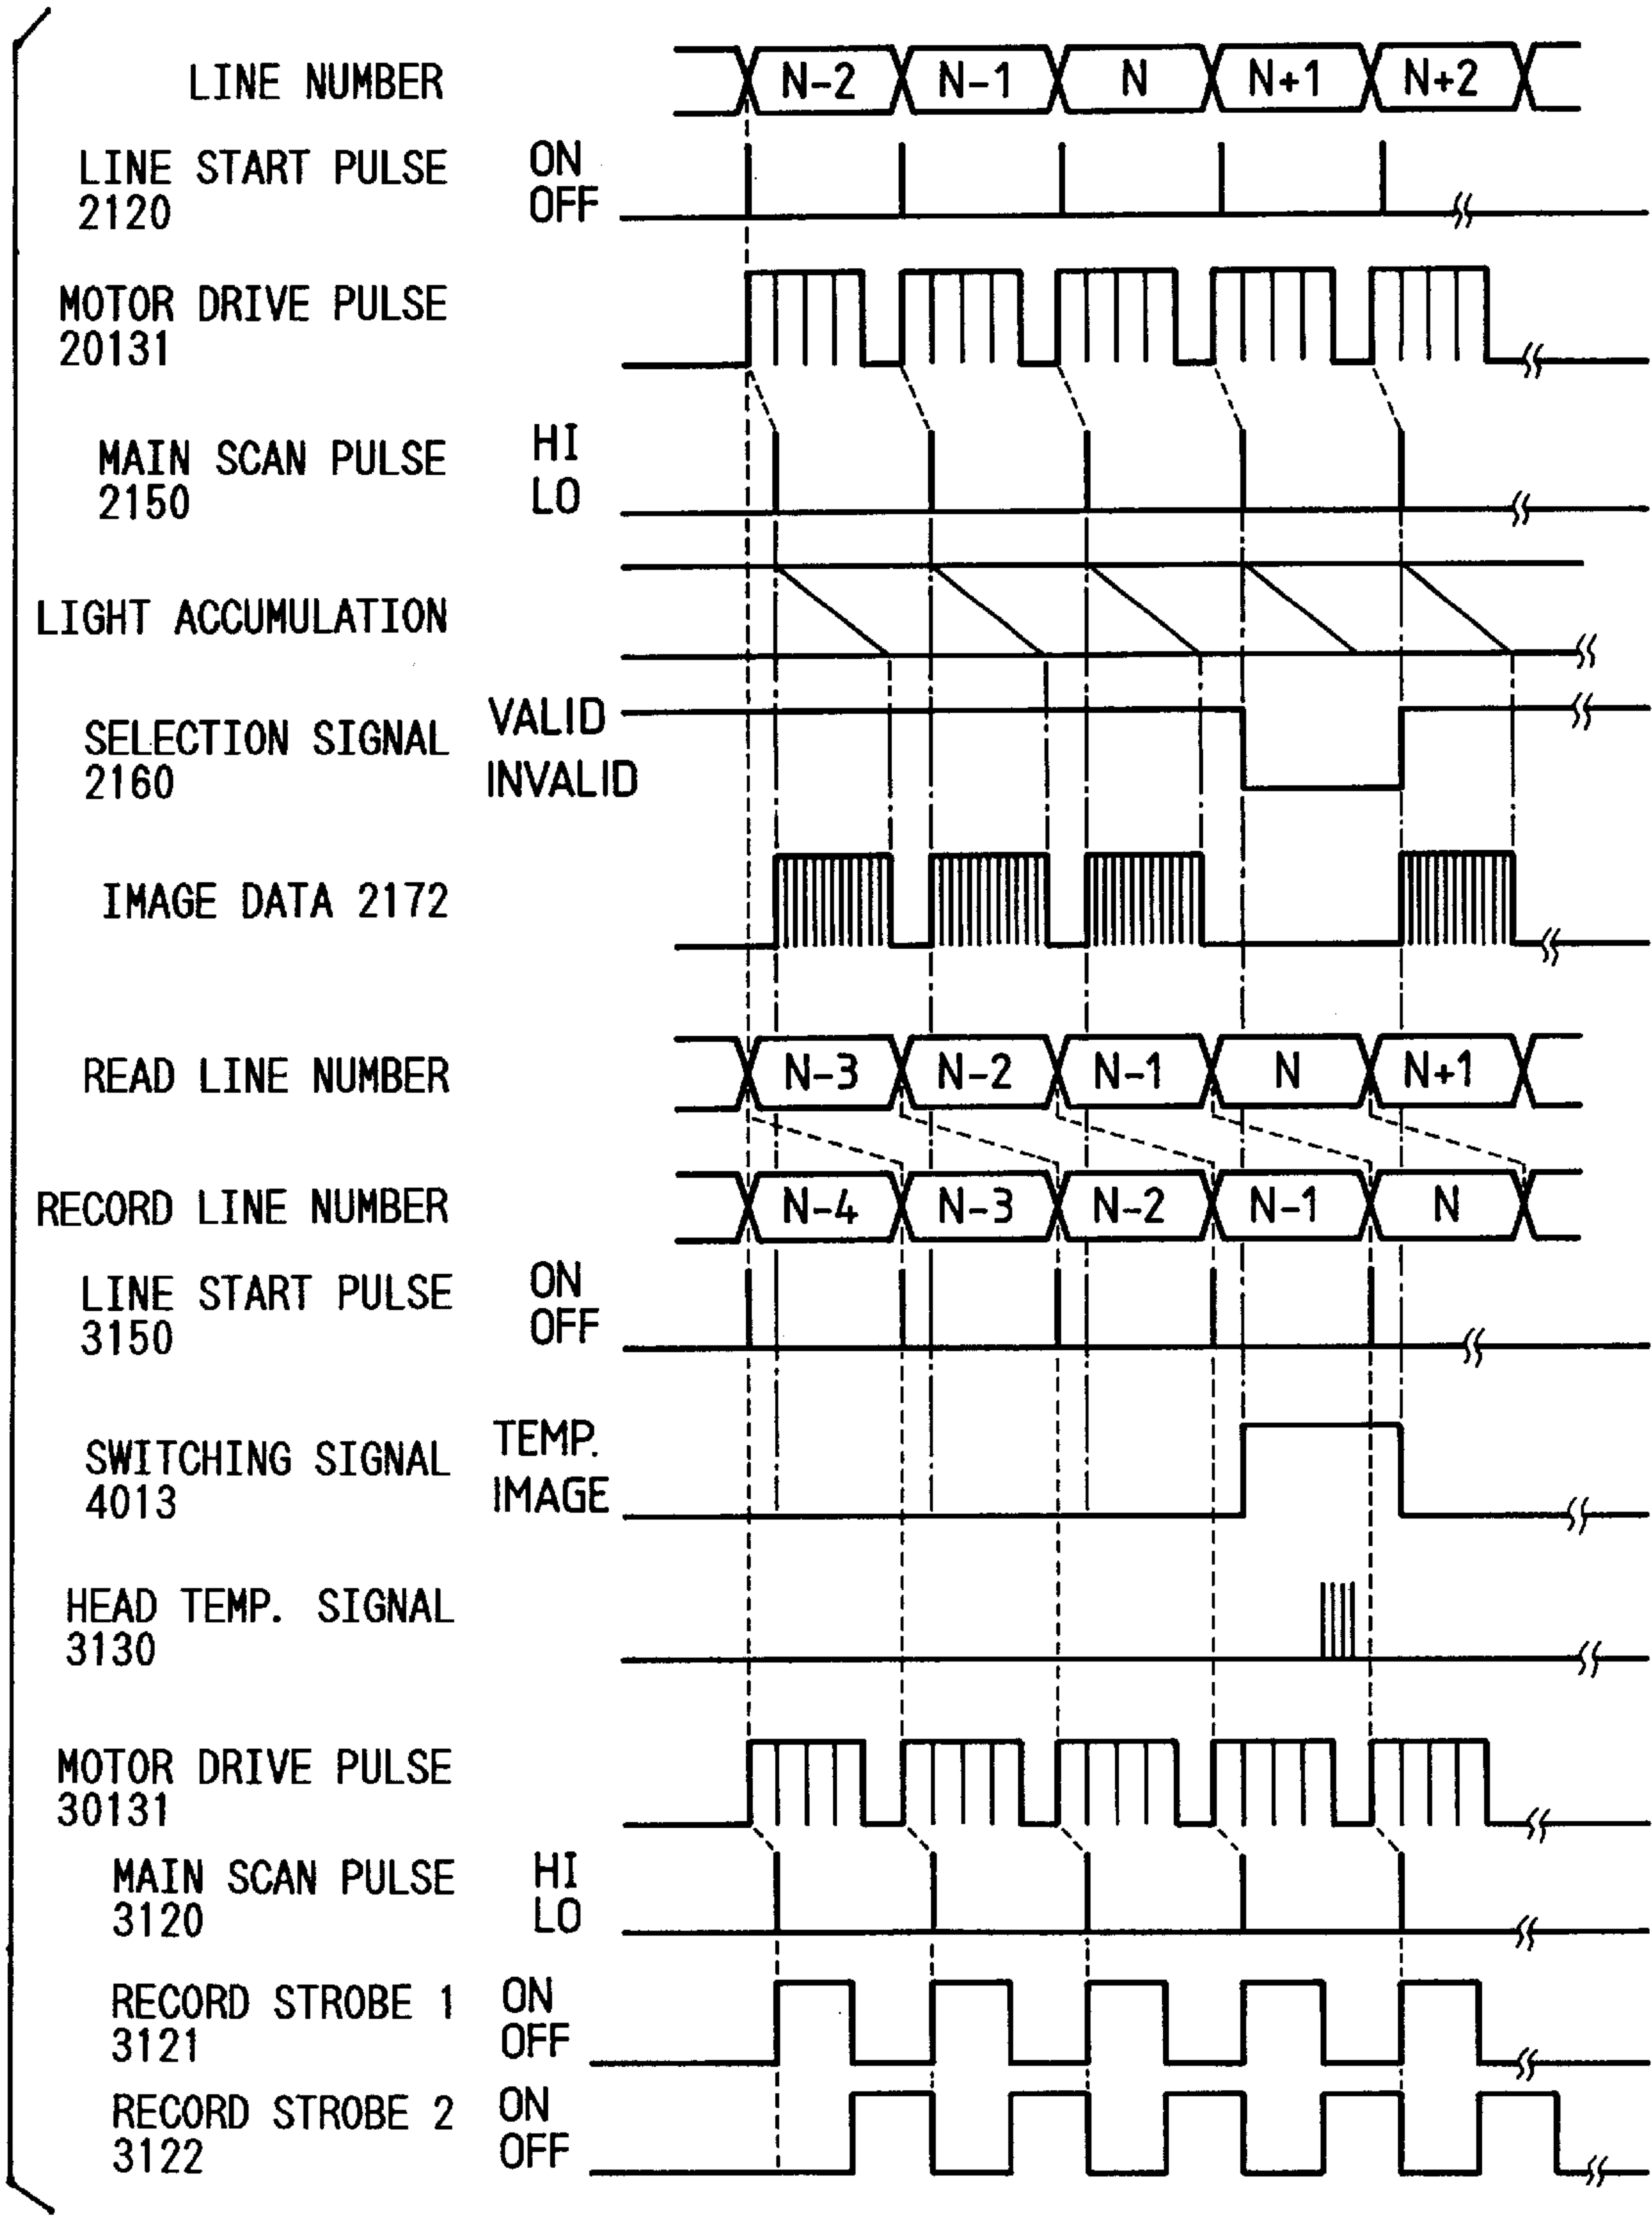 LINE NUMBER
N-2 N-1 N N+1 N+2
LINE START PULSE
2120
ON
OFF
MOTOR DRIVE PULSE
20131
MAIN SCAN PULSE
2150
HI
LO
LIGHT ACCUMULATION
SELECTION SIGNAL
2160
VALID
INVALID
IMAGE DATA 2172
READ LINE NUMBER
N-3 N-2 N-1 N N+1
RECORD LINE NUMBER
N-4 N-3 N-2 N-1 N
LINE START PULSE
3150
ON
OFF
SWITCHING SIGNAL
4013
TEMP.
IMAGE
HEAD TEMP. SIGNAL
3130
MOTOR DRIVE PULSE
30131
MAIN SCAN PULSE
3120
HI
LO
RECORD STROBE 1
3121
ON
OFF
RECORD STROBE 2
3122
ON
OFF